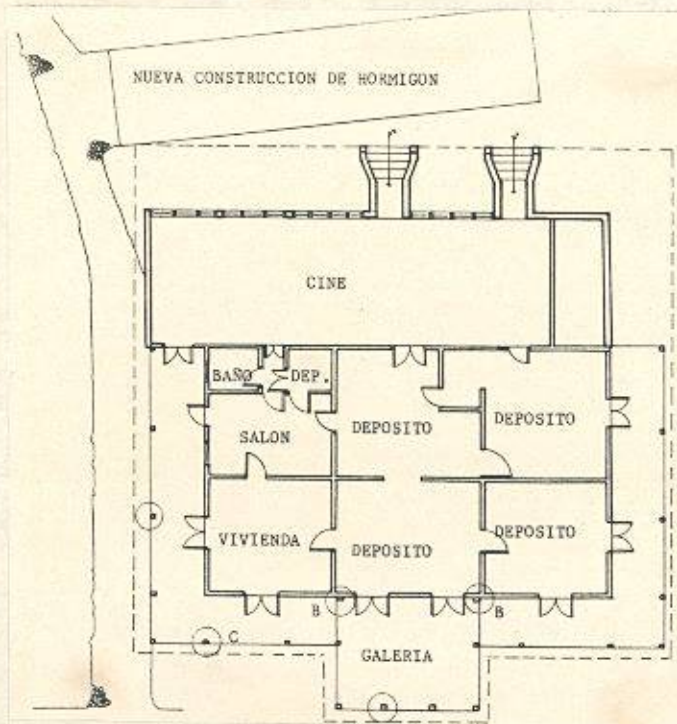 NUEVA CONSTRUCCION DE HORMIGON
CINE
BAÑO DEP.
SALON
DEPOSITO
DEPOSITO
VIVIENDA
DEPOSITO
DEPOSITO
B
B
C
GALERIA